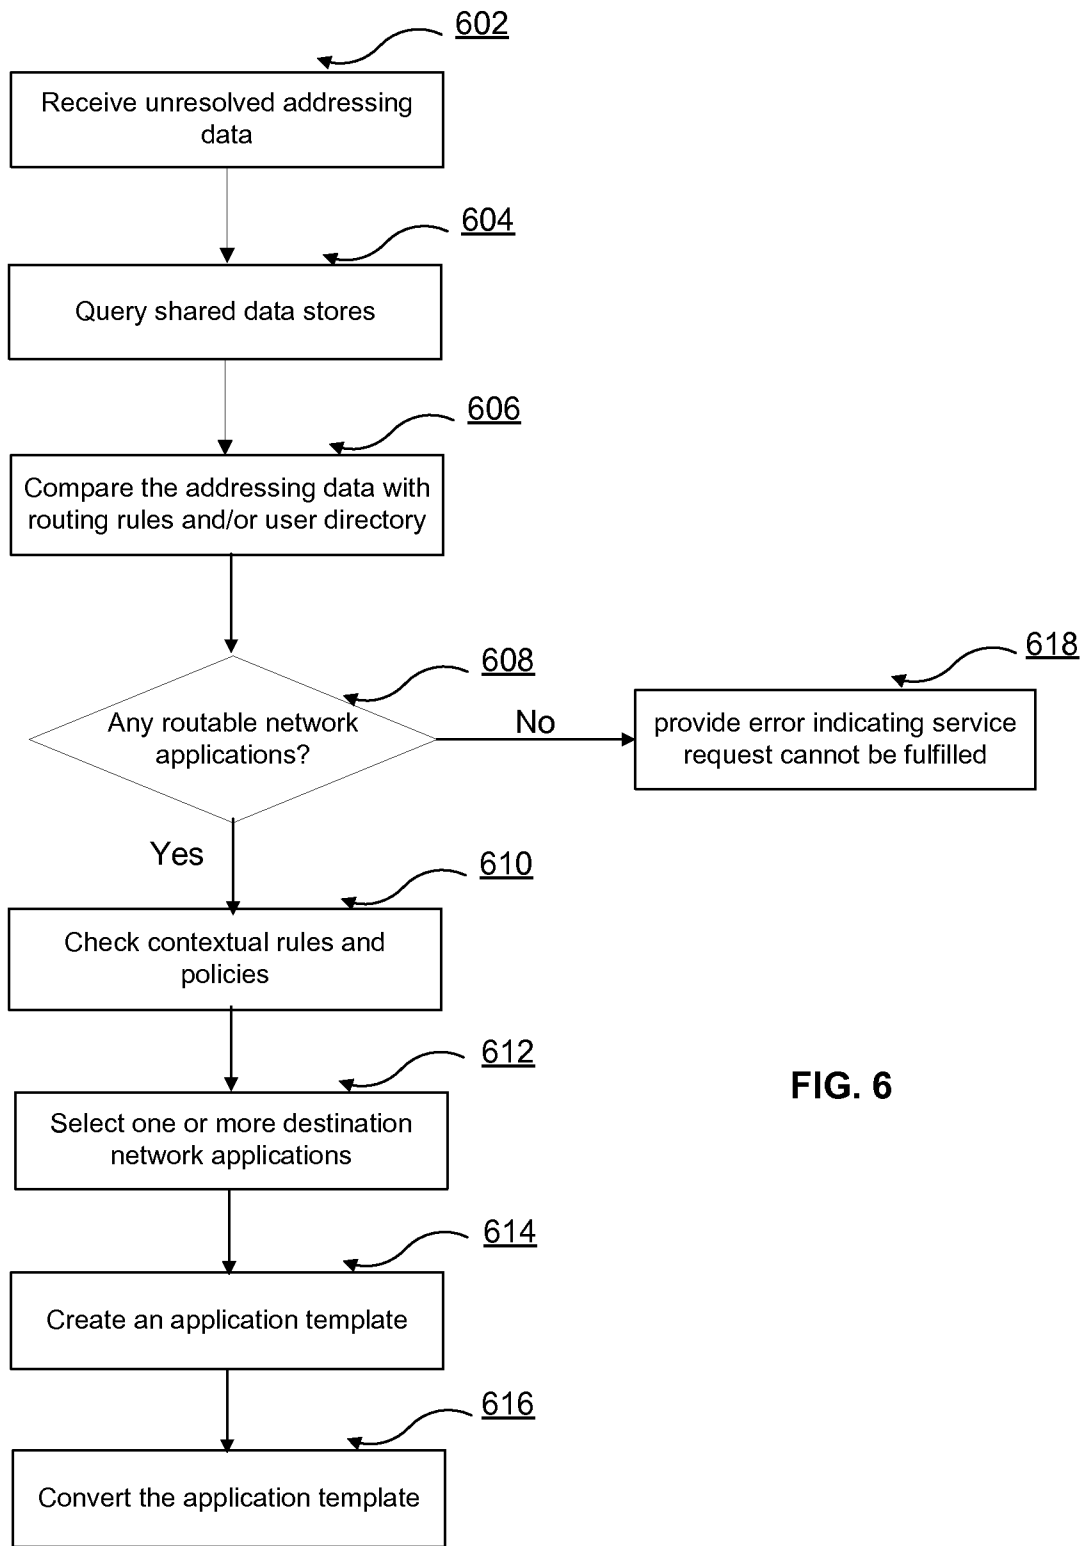 602
Receive unresolved addressing
data
604
Query shared data stores
606
Compare the addressing data with
routing rules and/or user directory
608
Any routable network
applications?
No
618
provide error indicating service
request cannot be fulfilled
Yes
610
Check contextual rules and
policies
612
Select one or more destination
network applications
FIG. 6
614
Create an application template
616
Convert the application template